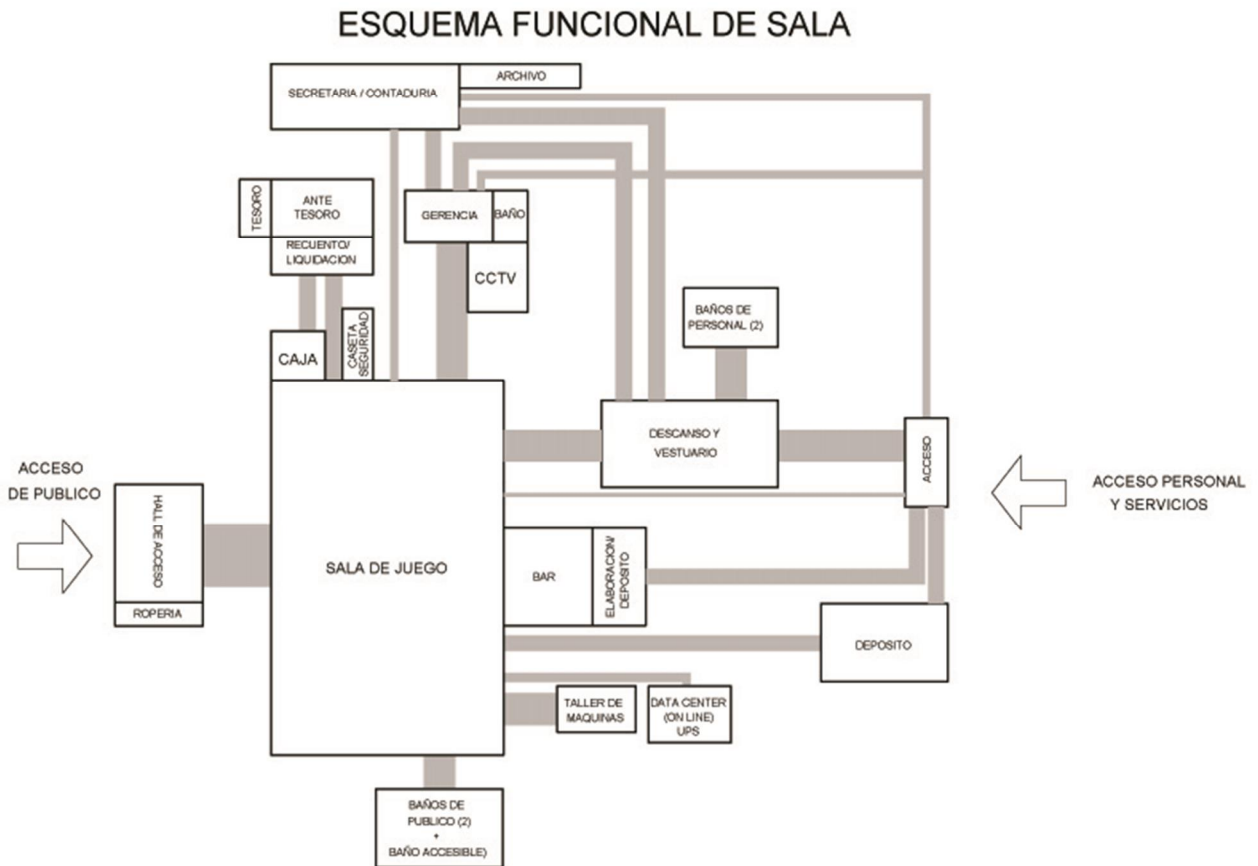 ESQUEMA FUNCIONAL DE SALA
SECRETARIA / CONTADURIA
ARCHIVO
TESORO
ANTE
TESORO
RECUENTO/
LIQUIDACION
GERENCIA
BAÑO
CCTV
CAJA
CASETA
SEGURIDAD
BAÑOS DE
PERSONAL (2)
DESCANSO Y
VESTUARIO
ACCESO
ACCESO PERSONAL
Y SERVICIOS
ACCESO
DE PUBLICO
HALL DE ACCESO
ROPERIA
SALA DE JUEGO
BAR
ELABORACION/
DEPOSITO
DEPOSITO
TALLER DE
MAQUINAS
DATA CENTER
(ON LINE)
UPS
BAÑOS DE
PUBLICO (2)
+
BAÑO ACCESIBLE)